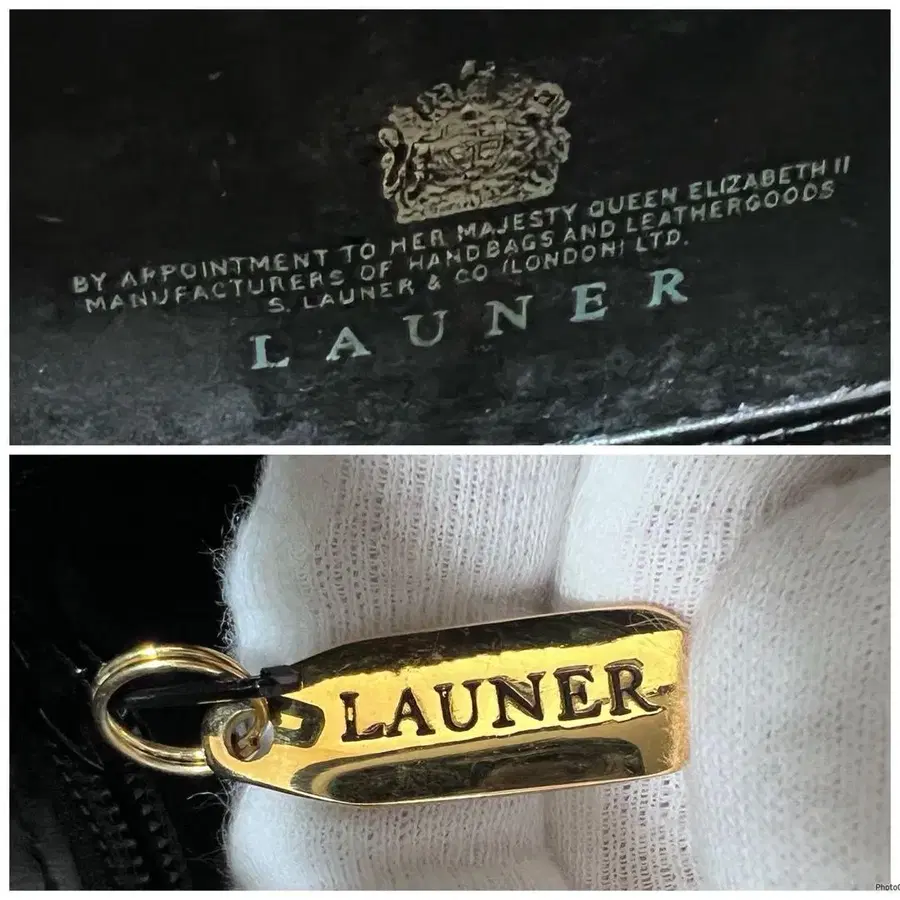 BY APPOINTMENT TO HER MAJESTY QUEEN ELIZABETH II
MANUFACTURERS OF HANDBAGS AND LEATHERGOODS
S. LAUNER & CO (LONDON) LTD.
LAUNER
LAUNER